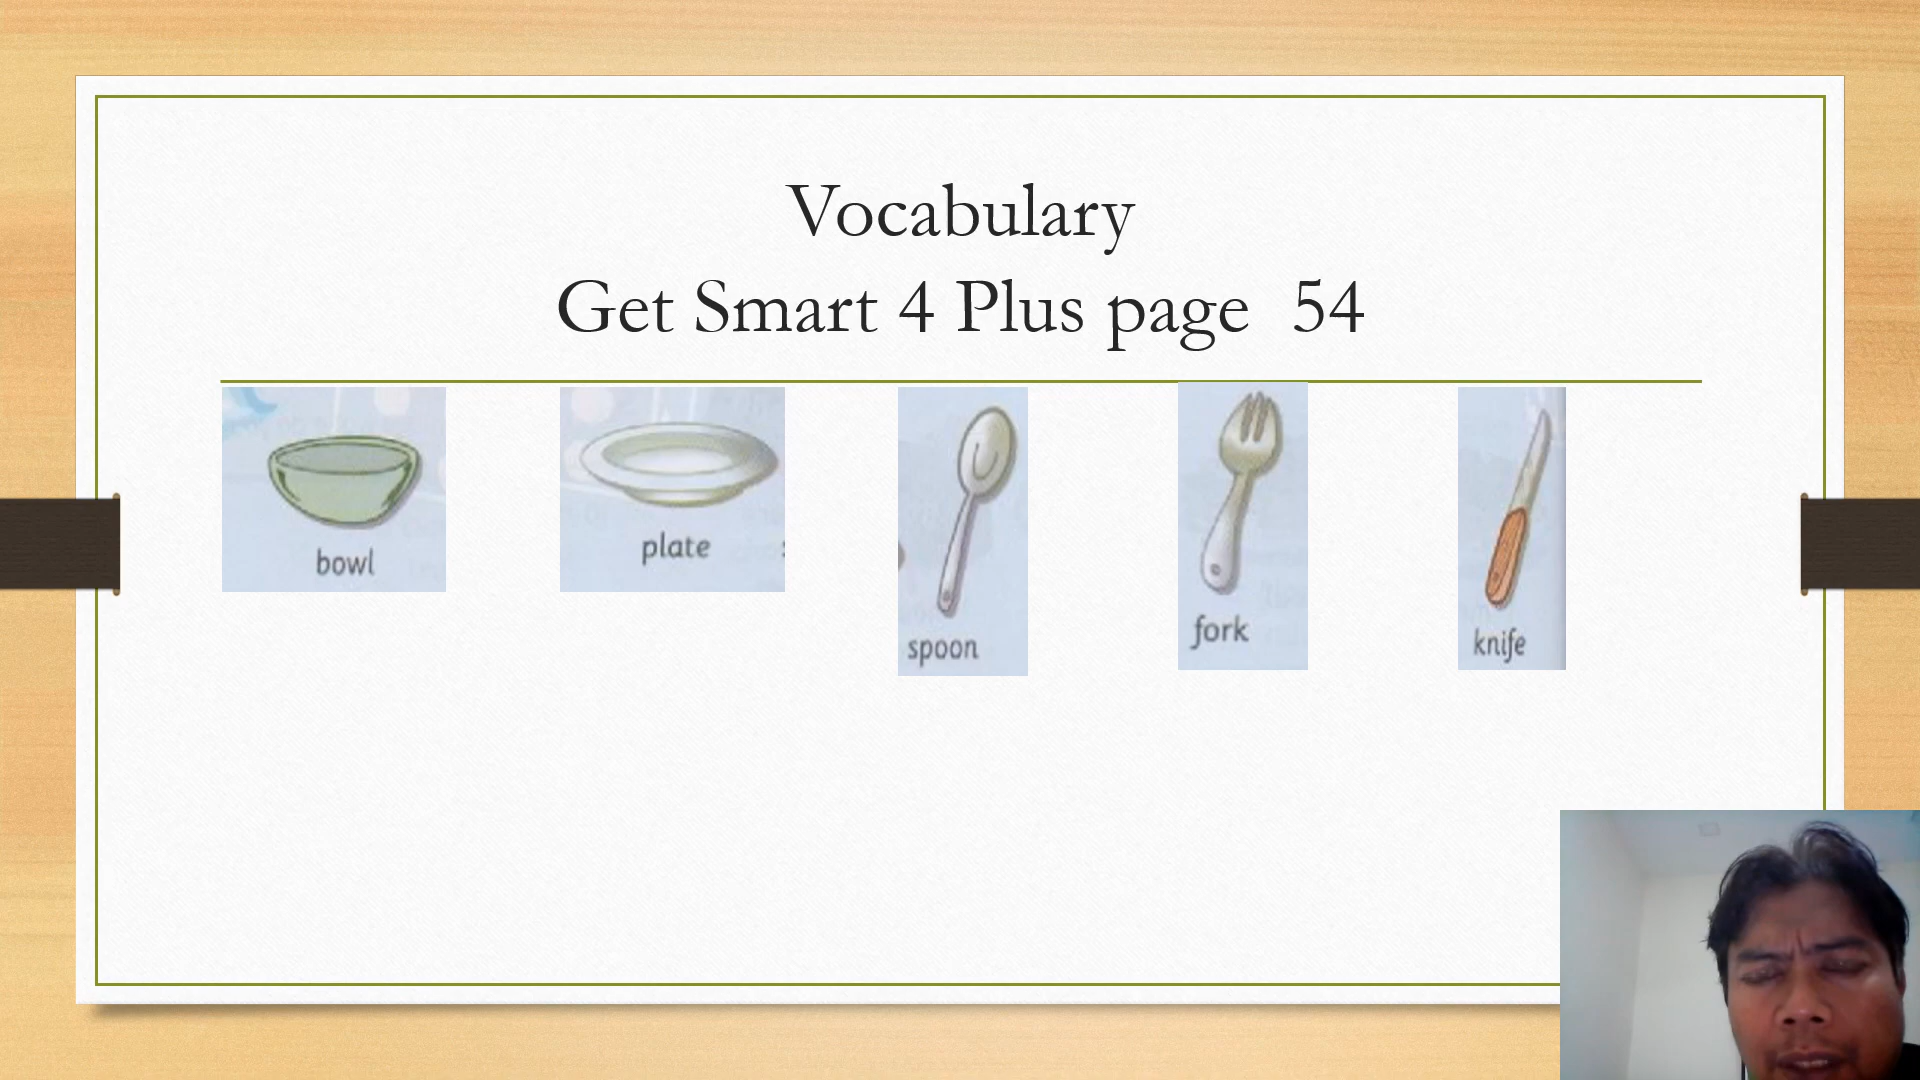 Vocabulary
Get Smart 4 Plus page 54
bowl
plate
spoon
fork
knife